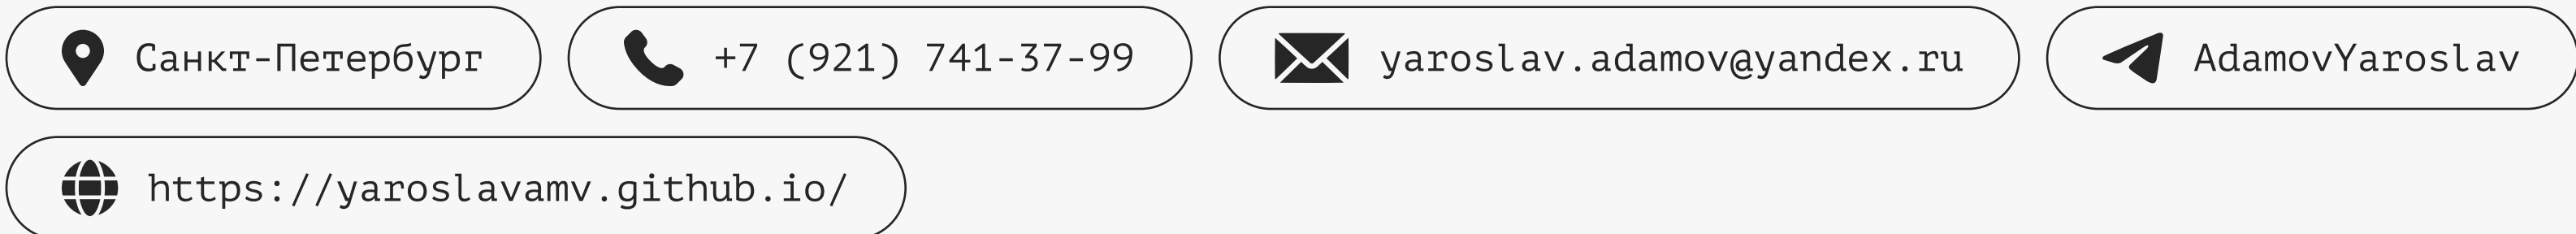 Санкт-Петербург +7 (921) 741-37-99 yaroslav.adamov@yandex.ru AdamovYaroslav
https://yaroslavamv.github.io/